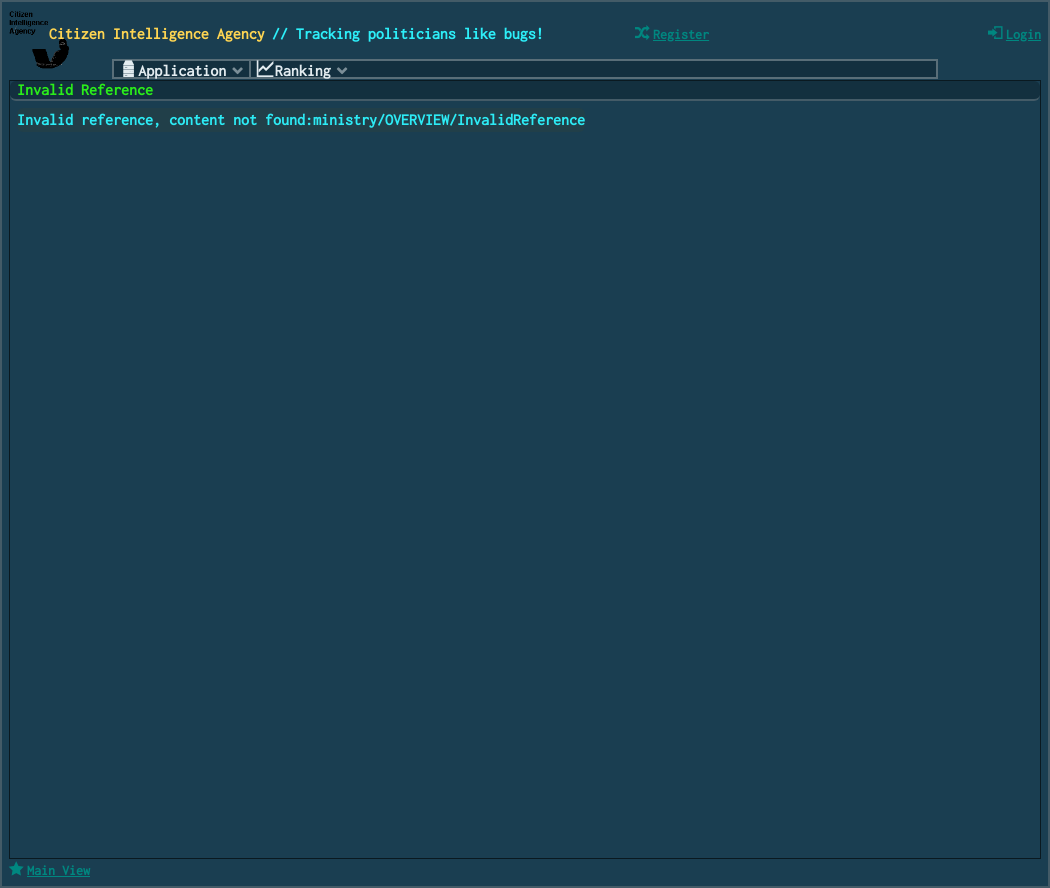 Citizen
Intelligence
Agency
Citizen Intelligence Agency // Tracking politicians like bugs!
Register
Login
Application
Ranking
Invalid Reference
Invalid reference, content not found:ministry/OVERVIEW/InvalidReference
Main View